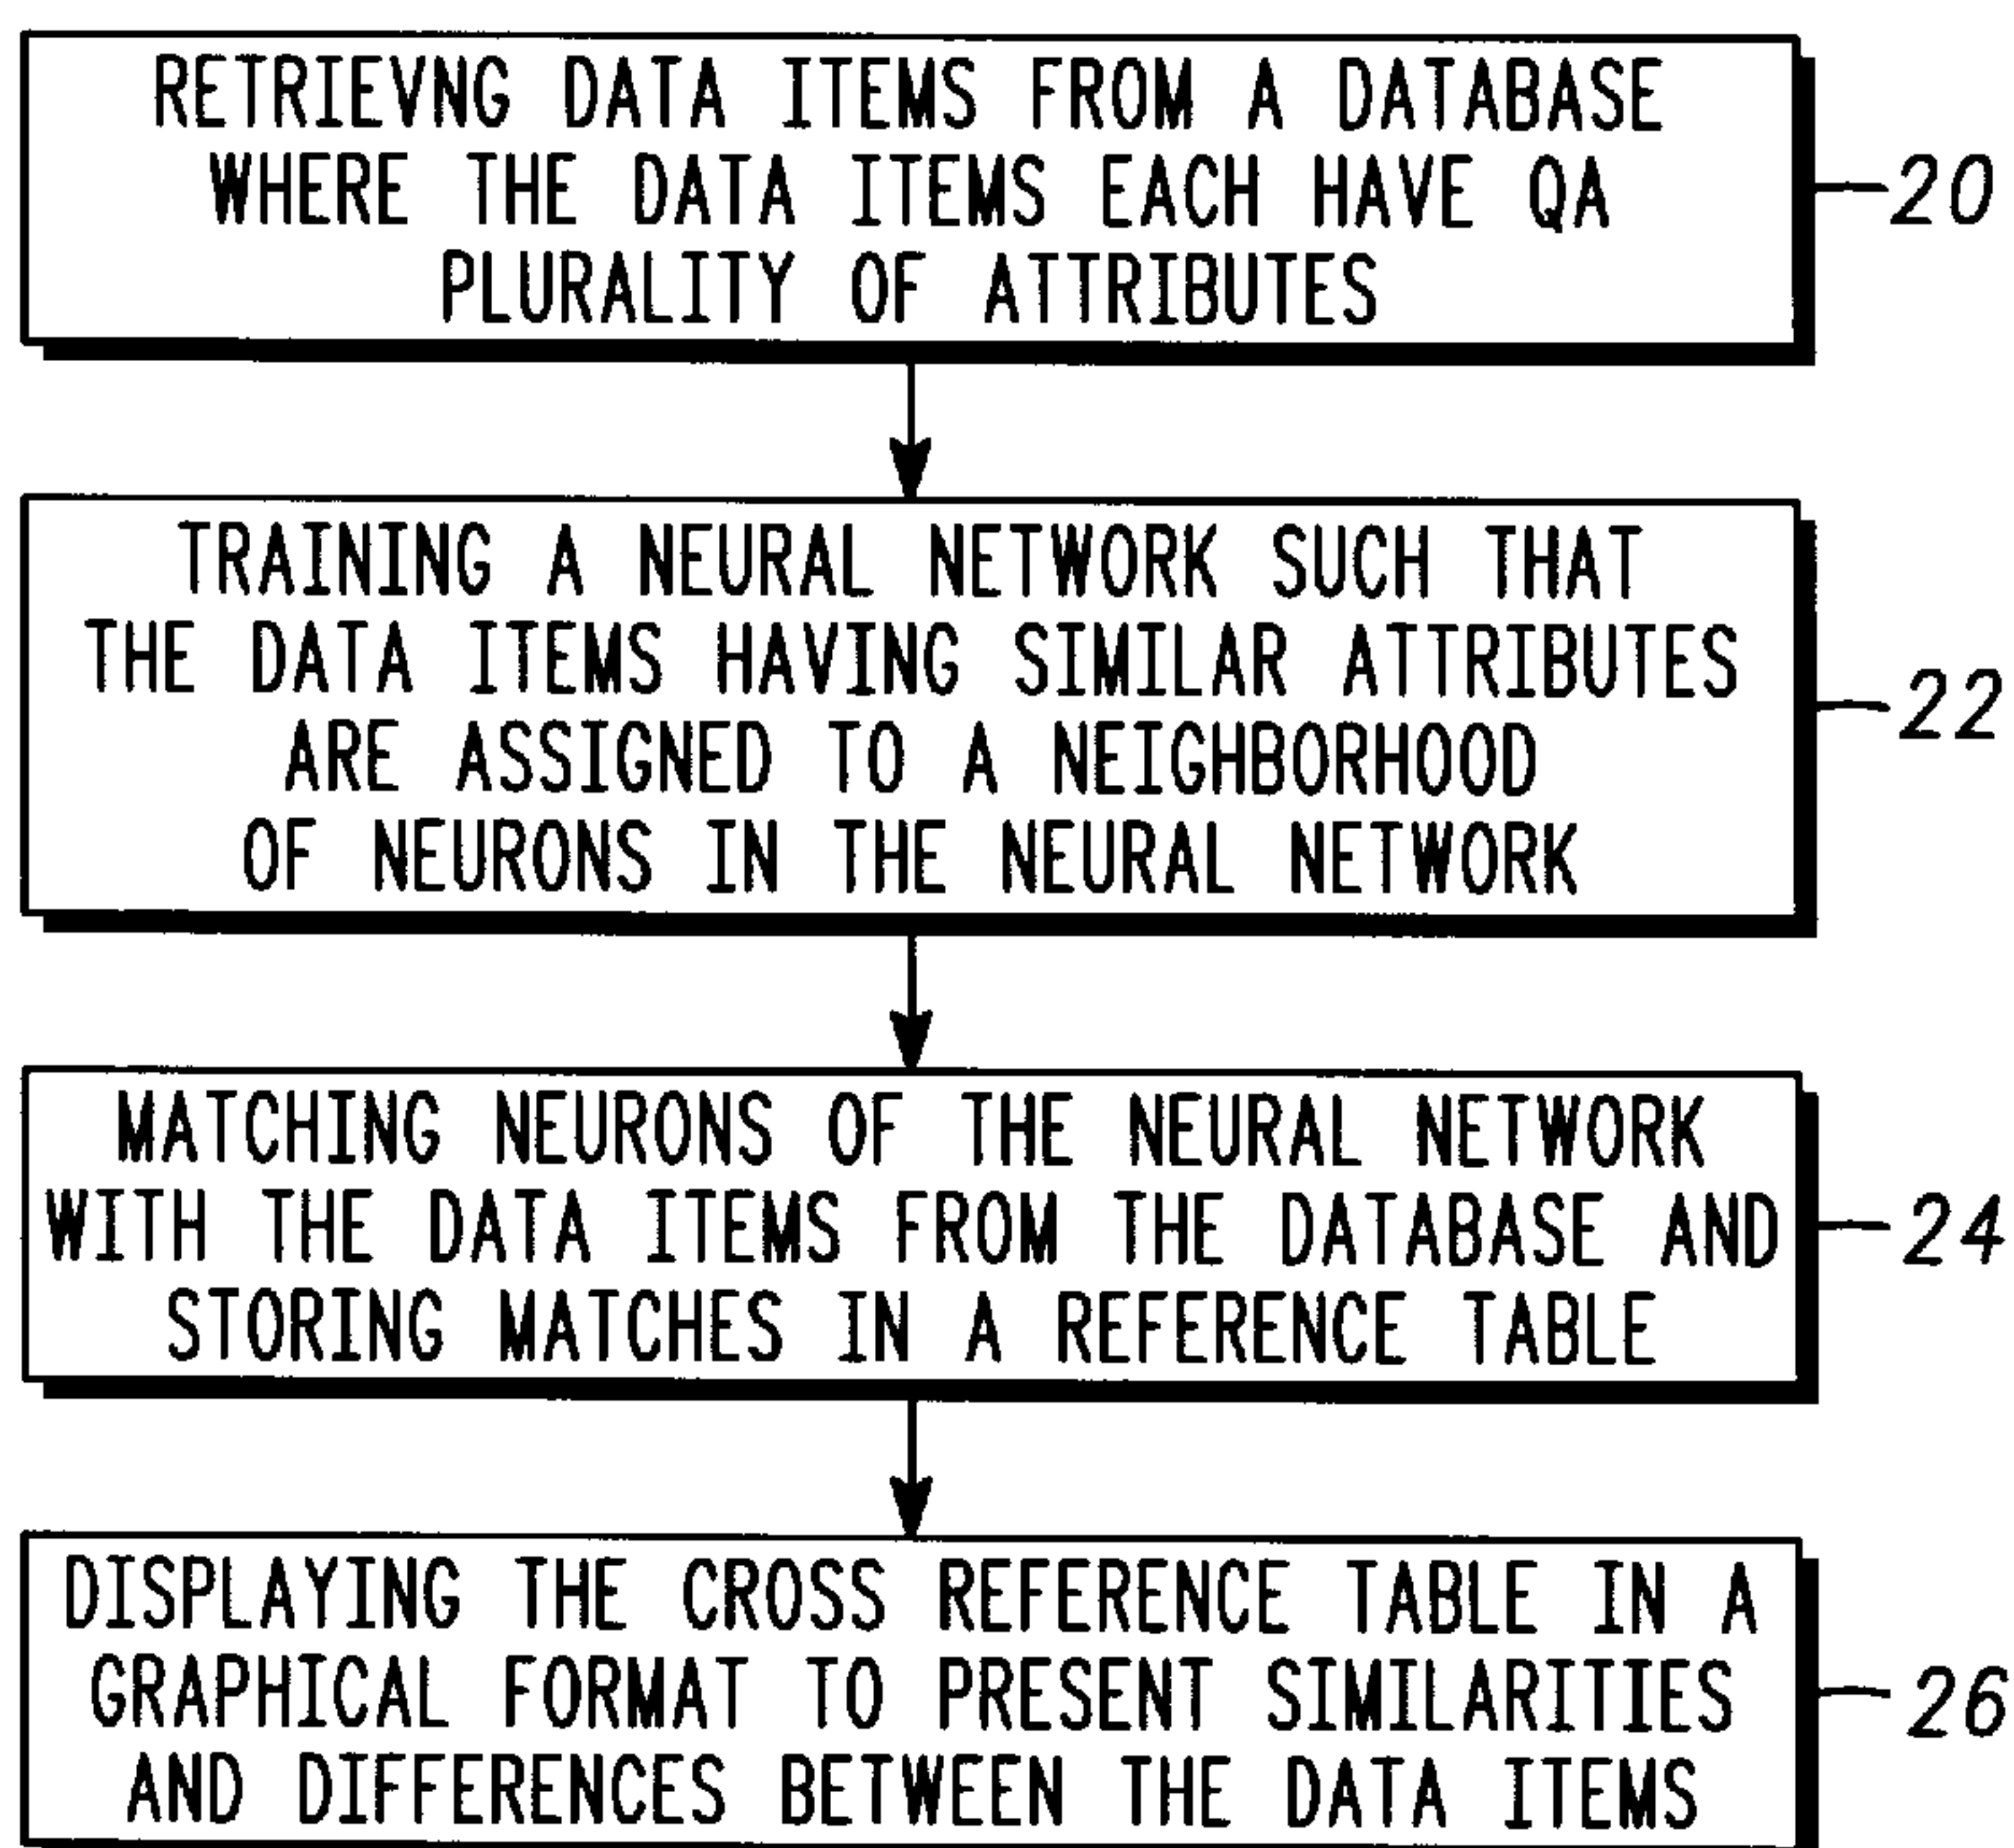 RETRIEVNG DATA ITEMS FROM A DATABASE
WHERE THE DATA ITEMS EACH HAVE QA
PLURALITY OF ATTRIBUTES
20
TRAINING A NEURAL NETWORK SUCH THAT
THE DATA ITEMS HAVING SIMILAR ATTRIBUTES
ARE ASSIGNED TO A NEIGHBORHOOD
OF NEURONS IN THE NEURAL NETWORK
22
MATCHING NEURONS OF THE NEURAL NETWORK
WITH THE DATA ITEMS FROM THE DATABASE AND
STORING MATCHES IN A REFERENCE TABLE
24
DISPLAYING THE CROSS REFERENCE TABLE IN A
GRAPHICAL FORMAT TO PRESENT SIMILARITIES
AND DIFFERENCES BETWEEN THE DATA ITEMS
26